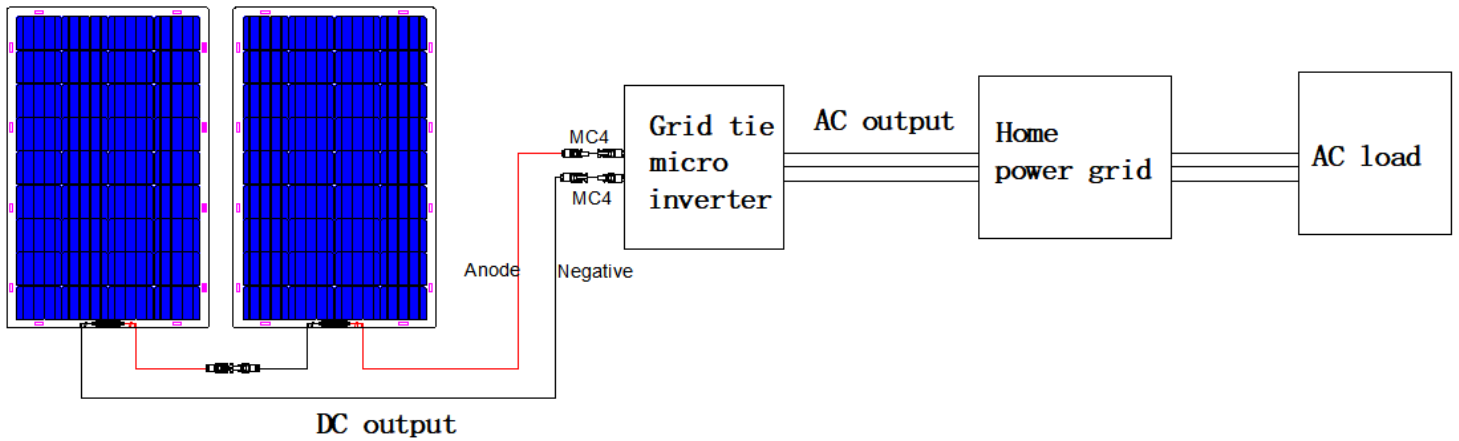 MC4
MC4
Grid tie
micro
inverter
AC output
Home
power grid
AC load
Anode
Negative
DC output